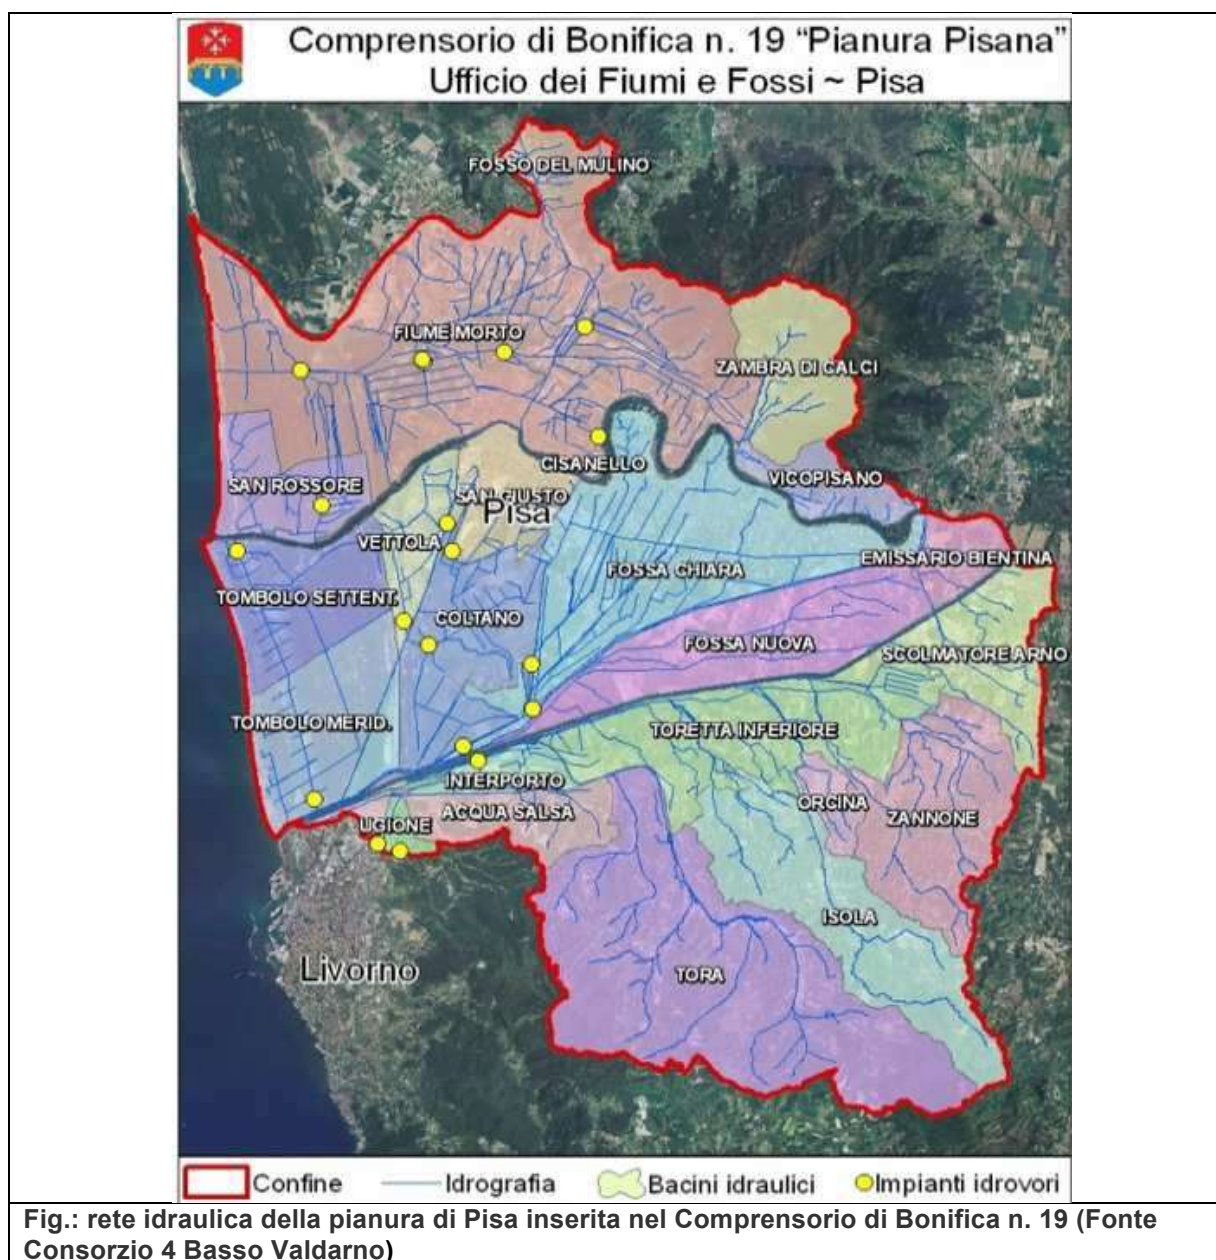 Comprensorio di Bonifica n. 19 “Pianura Pisana”
Ufficio dei Fiumi e Fossi ~ Pisa
FOSSO DEL MULINO
FIUME MORTO
ZAMBRA DI CALCI
CISANELLO
VICOPISANO
SAN ROSSORE
SAN GIUSTO
Pisa
VETTOLA
EMISSARIO BIENTINA
FOSSA CHIARA
TOMBOLO SETTENT.
COLTANO
FOSSA NUOVA
SCOLMATORE ARNO
TOMBOLO MERID.
TORETTA INFERIORE
INTERPORTO
ORCINA
ACQUA SALSA
ZANNONE
UGIONE
ISOLA
Livorno
TORA
Confine
Idrografia
Bacini idraulici
Impianti idrovori
Fig.: rete idraulica della pianura di Pisa inserita nel Comprensorio di Bonifica n. 19 (Fonte
Consorzio 4 Basso Valdarno)